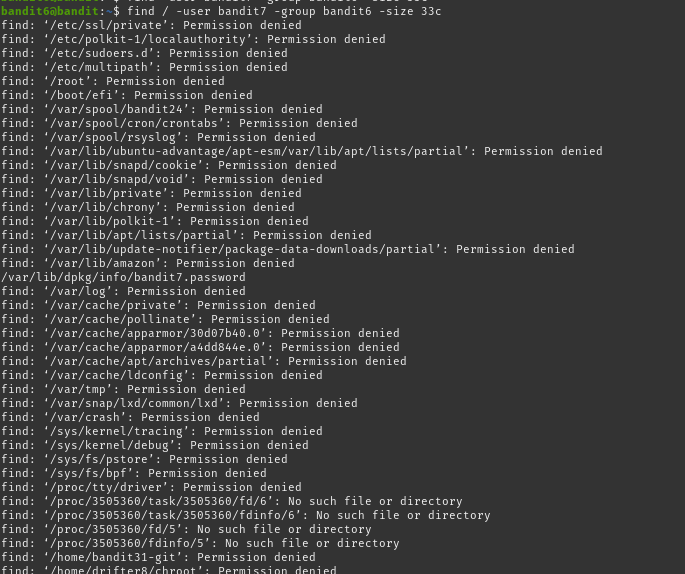 bandit6@bandit:~$ find / -user bandit7 -group bandit6 -size 33c
find: ‘/etc/ssl/private’: Permission denied
find: ‘/etc/polkit-1/localauthority’: Permission denied
find: ‘/etc/sudoers.d’: Permission denied
find: ‘/etc/multipath’: Permission denied
find: ‘/root’: Permission denied
find: ‘/boot/efi’: Permission denied
find: ‘/var/spool/bandit24’: Permission denied
find: ‘/var/spool/cron/crontabs’: Permission denied
find: ‘/var/spool/rsyslog’: Permission denied
find: ‘/var/lib/ubuntu-advantage/apt-esm/var/lib/apt/lists/partial’: Permission denied
find: ‘/var/lib/snapd/cookie’: Permission denied
find: ‘/var/lib/snapd/void’: Permission denied
find: ‘/var/lib/private’: Permission denied
find: ‘/var/lib/chrony’: Permission denied
find: ‘/var/lib/polkit-1’: Permission denied
find: ‘/var/lib/apt/lists/partial’: Permission denied
find: ‘/var/lib/update-notifier/package-data-downloads/partial’: Permission denied
find: ‘/var/lib/amazon’: Permission denied
/var/lib/dpkg/info/bandit7.password
find: ‘/var/log’: Permission denied
find: ‘/var/cache/private’: Permission denied
find: ‘/var/cache/pollinate’: Permission denied
find: ‘/var/cache/apparmor/30d07b40.0’: Permission denied
find: ‘/var/cache/apparmor/a4dd844e.0’: Permission denied
find: ‘/var/cache/apt/archives/partial’: Permission denied
find: ‘/var/cache/ldconfig’: Permission denied
find: ‘/var/tmp’: Permission denied
find: ‘/var/snap/lxd/common/lxd’: Permission denied
find: ‘/var/crash’: Permission denied
find: ‘/sys/kernel/tracing’: Permission denied
find: ‘/sys/kernel/debug’: Permission denied
find: ‘/sys/fs/pstore’: Permission denied
find: ‘/sys/fs/bpf’: Permission denied
find: ‘/proc/tty/driver’: Permission denied
find: ‘/proc/3505360/task/3505360/fd/6’: No such file or directory
find: ‘/proc/3505360/task/3505360/fdinfo/6’: No such file or directory
find: ‘/proc/3505360/fd/5’: No such file or directory
find: ‘/proc/3505360/fdinfo/5’: No such file or directory
find: ‘/home/bandit31-git’: Permission denied
find: ‘/home/drifter8/chroot’: Permission denied